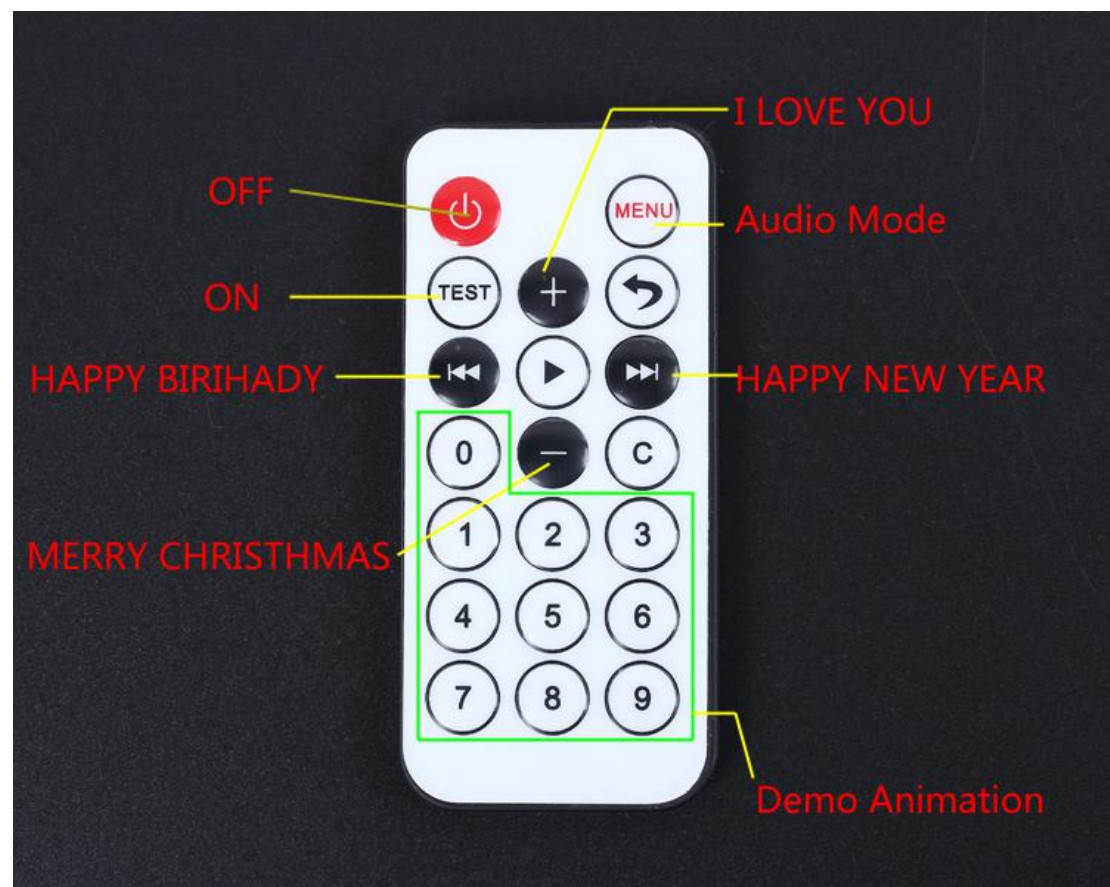 I LOVE YOU
OFF
MENU
Audio Mode
ON
TEST
+
HAPPY BIRIHADY
HAPPY NEW YEAR
0
−
C
MERRY CHRISTHMAS
1 2 3
4 5 6
7 8 9
Demo Animation